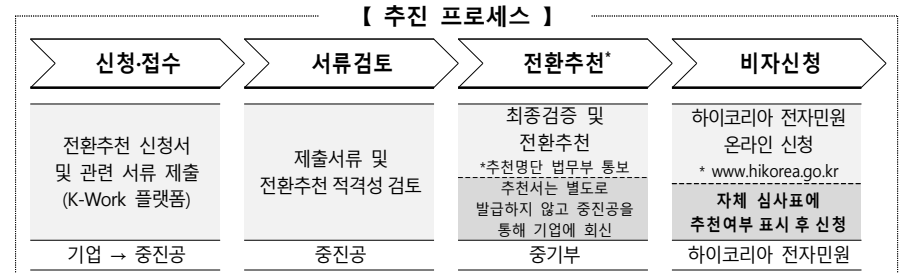 【 추진 프로세스 】
신청·접수
서류검토
전환추천*
비자신청
전환추천 신청서
및 관련 서류 제출
(K-Work 플랫폼)
제출서류 및
전환추천 적격성 검토
최종검증 및
전환추천
*추천명단 법무부 통보
추천서는 별도로
발급하지 않고 중진공을
통해 기업에 회신
하이코리아 전자민원
온라인 신청
* www.hikorea.go.kr
자체 심사표에
추천여부 표시 후 신청
기업 → 중진공
중진공
중기부
하이코리아 전자민원